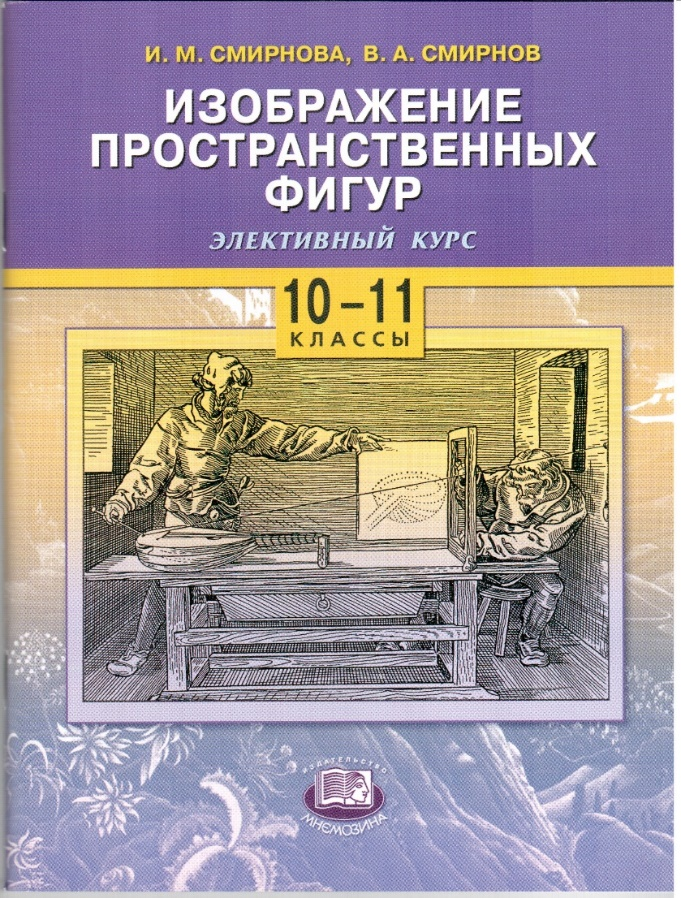 И. М. СМИРНОВА, В. А. СМИРНОВ
ИЗОБРАЖЕНИЕ
ПРОСТРАНСТВЕННЫХ
ФИГУР
ЭЛЕКТИВНЫЙ КУРС
10–11
КЛАССЫ
ИЗДАТЕЛЬСТВО
МНЕМОЗИНА